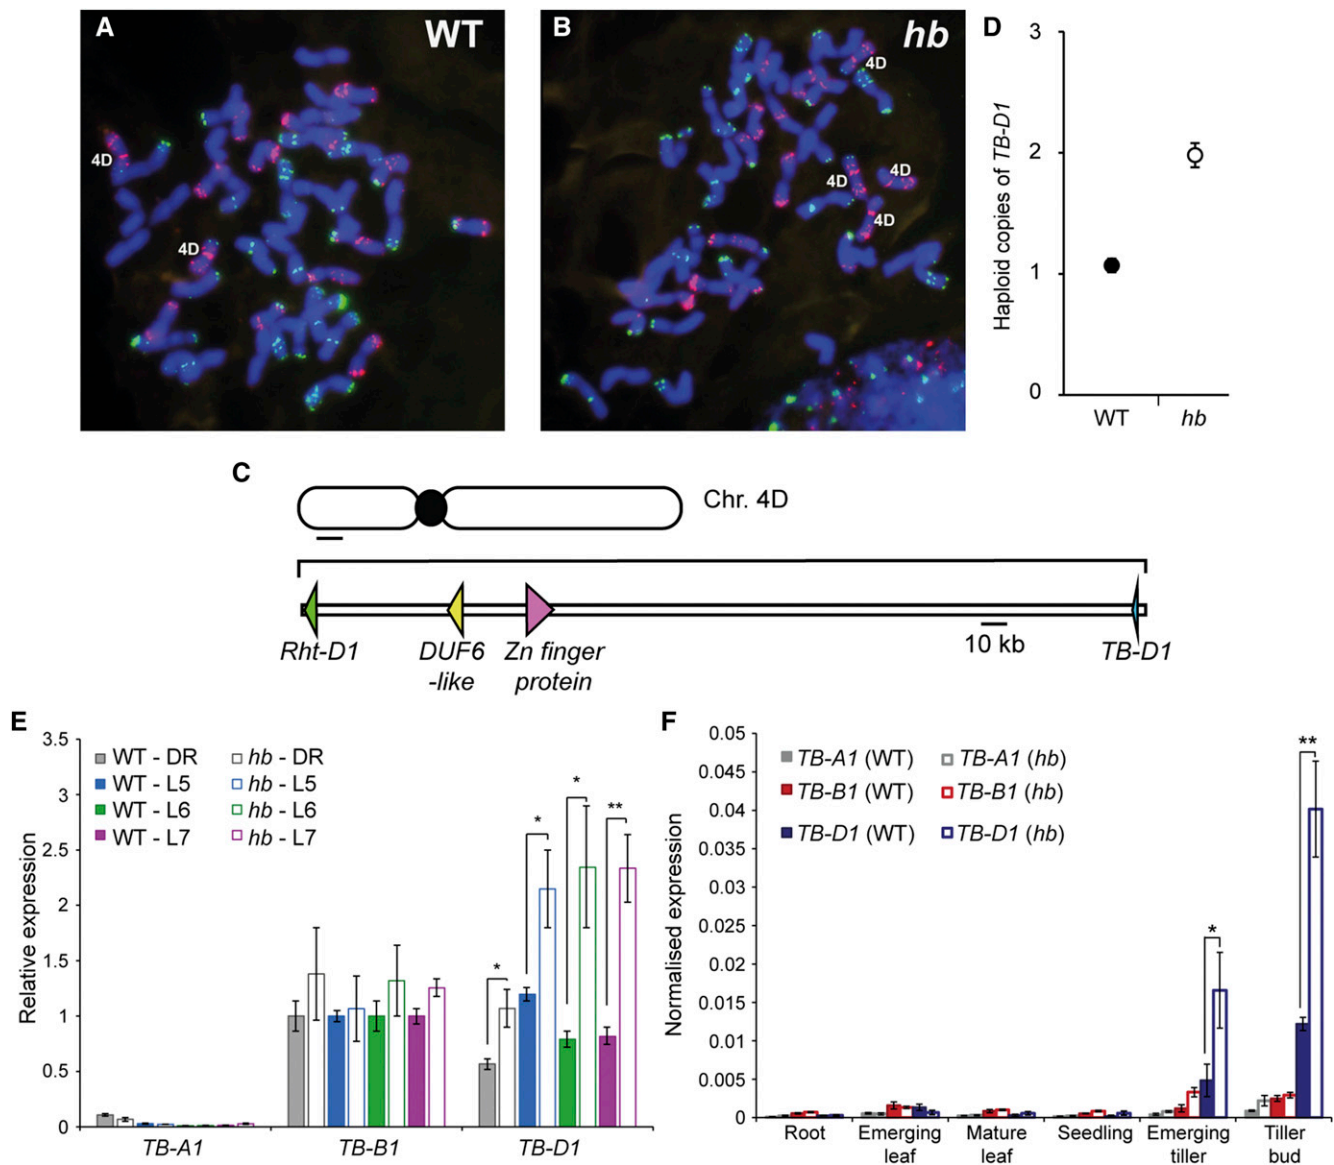 A
WT
4D
4D
B
hb
4D
4D
4D
4D
D
Haploid copies of TB-D1
3
2
1
0
WT
hb
C
Chr. 4D
10 kb
Rht-D1
DUF6
-like
Zn finger
protein
TB-D1
E
Relative expression
3.5
3
2.5
2
1.5
1
0.5
0
WT - DR
hb - DR
WT - L5
hb - L5
WT - L6
hb - L6
WT - L7
hb - L7
*
*
*
**
TB-A1
TB-B1
TB-D1
F
Normalised expression
0.05
0.045
0.04
0.035
0.03
0.025
0.02
0.015
0.01
0.005
0
TB-A1 (WT)
TB-A1 (hb)
TB-B1 (WT)
TB-B1 (hb)
TB-D1 (WT)
TB-D1 (hb)
*
**
Root
Emerging
leaf
Mature
leaf
Seedling
Emerging
tiller
Tiller
bud